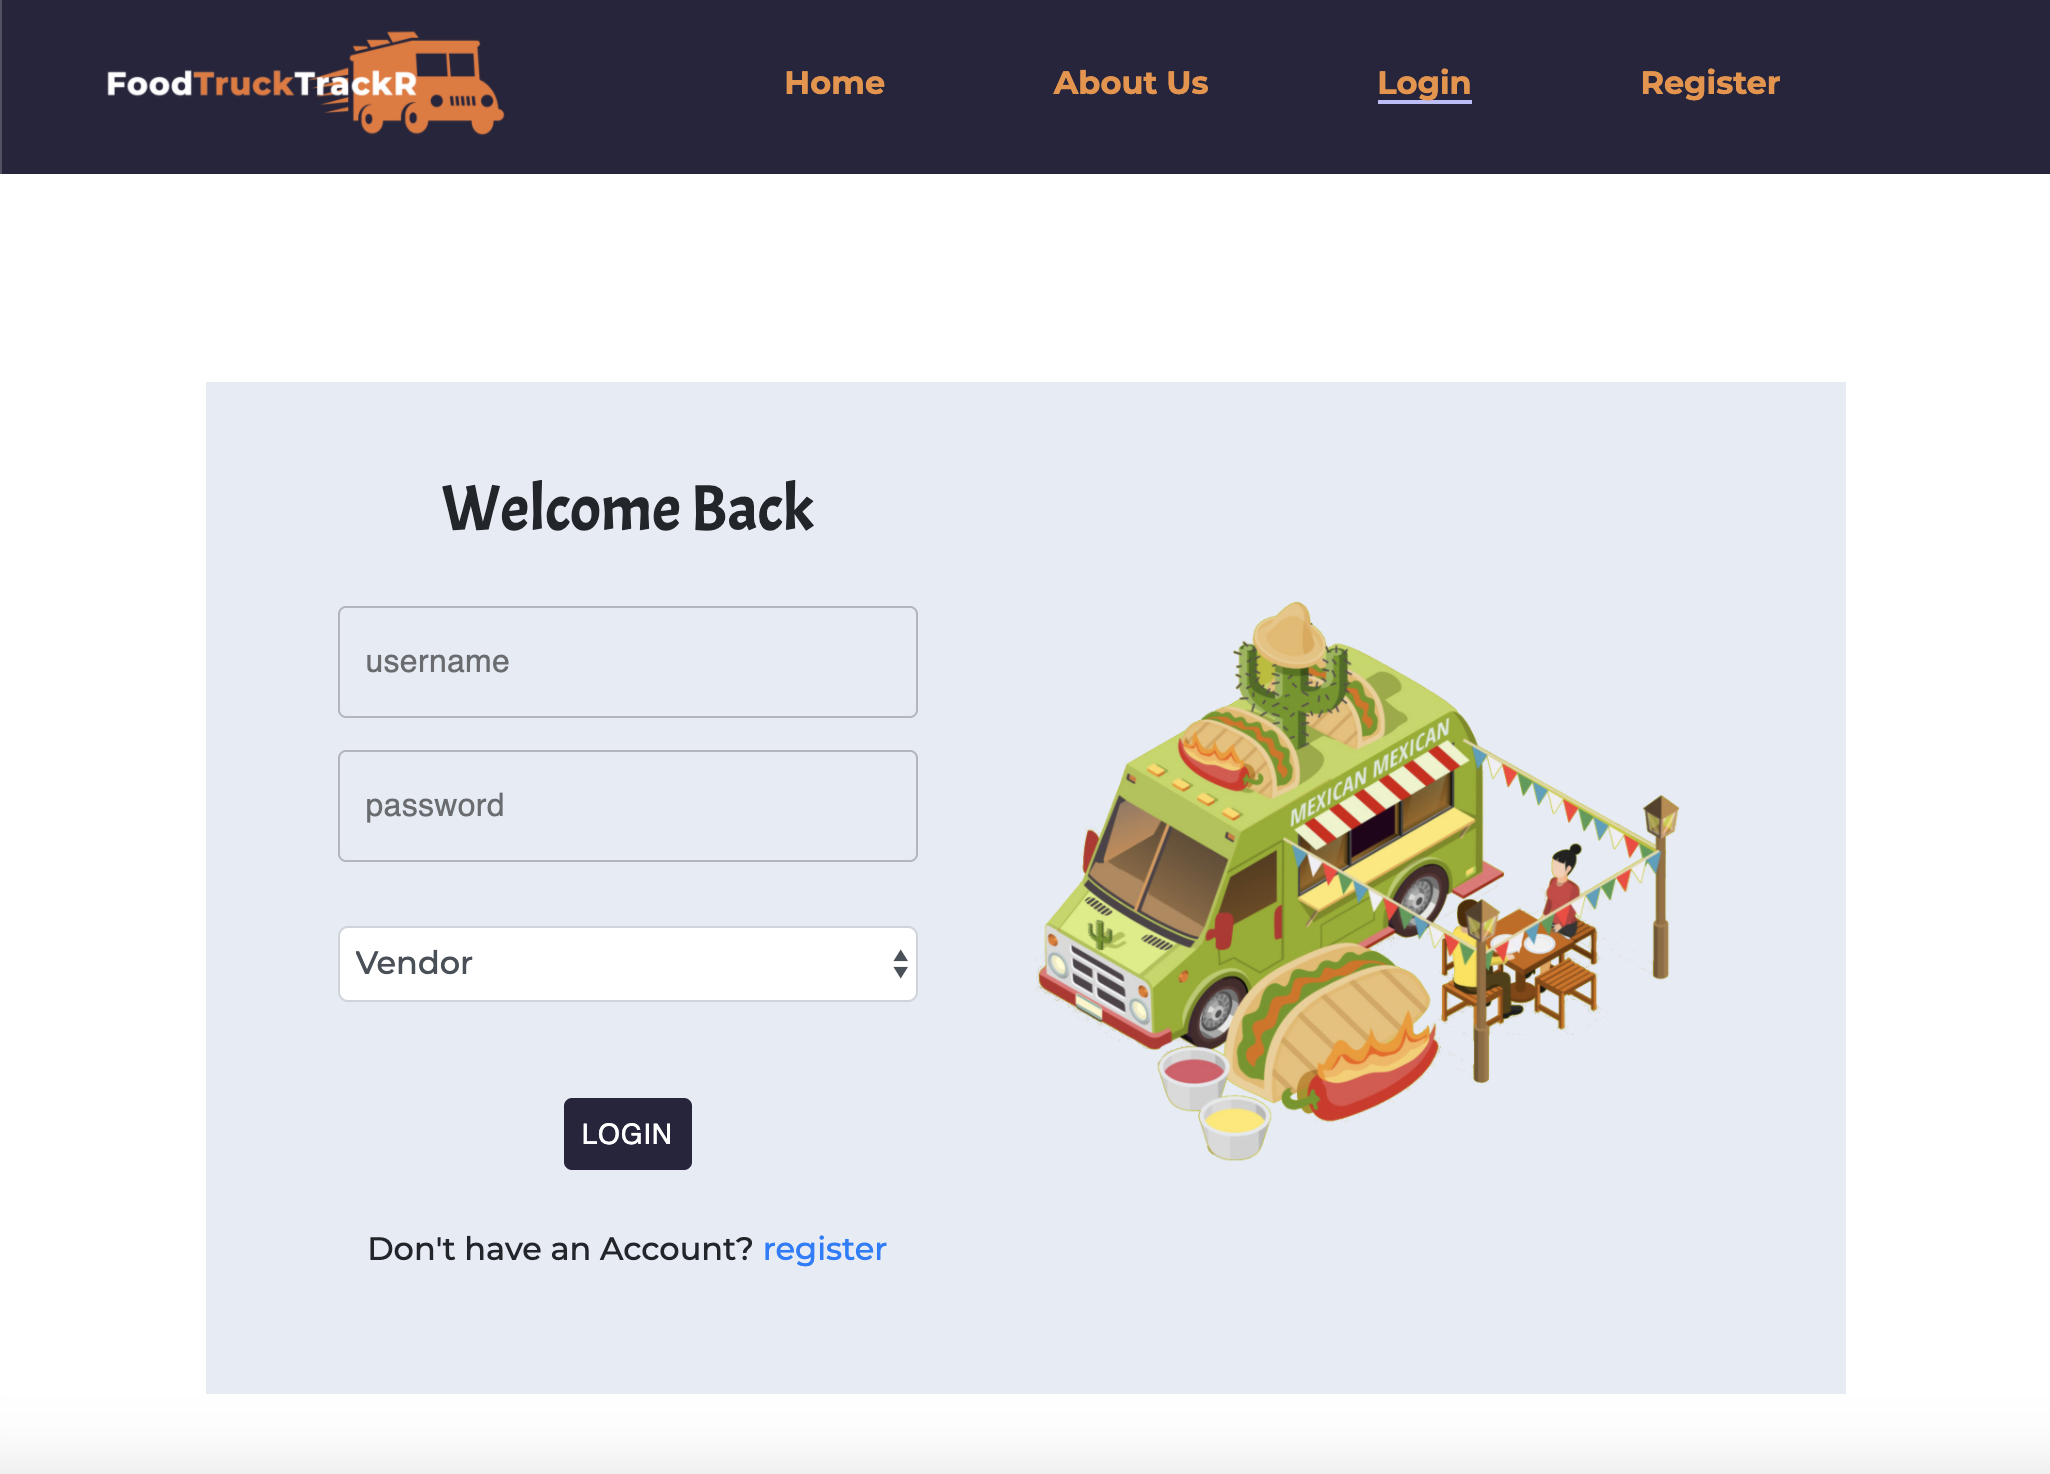 FoodTruckTrackR
Home
About Us
Login
Register
Welcome Back
username
password
Vendor
LOGIN
Don't have an Account? register
MEXICAN MEXICAN